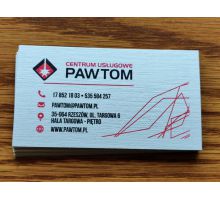 CENTRUM USŁUGOWE
PAWTOM
17 852 18 03 • 535 504 257
PAWTOM@PAWTOM.PL
35-064 RZESZÓW, UL. TARGOWA 6
HALA TARGOWA - PIĘTRO
WWW.PAWTOM.PL